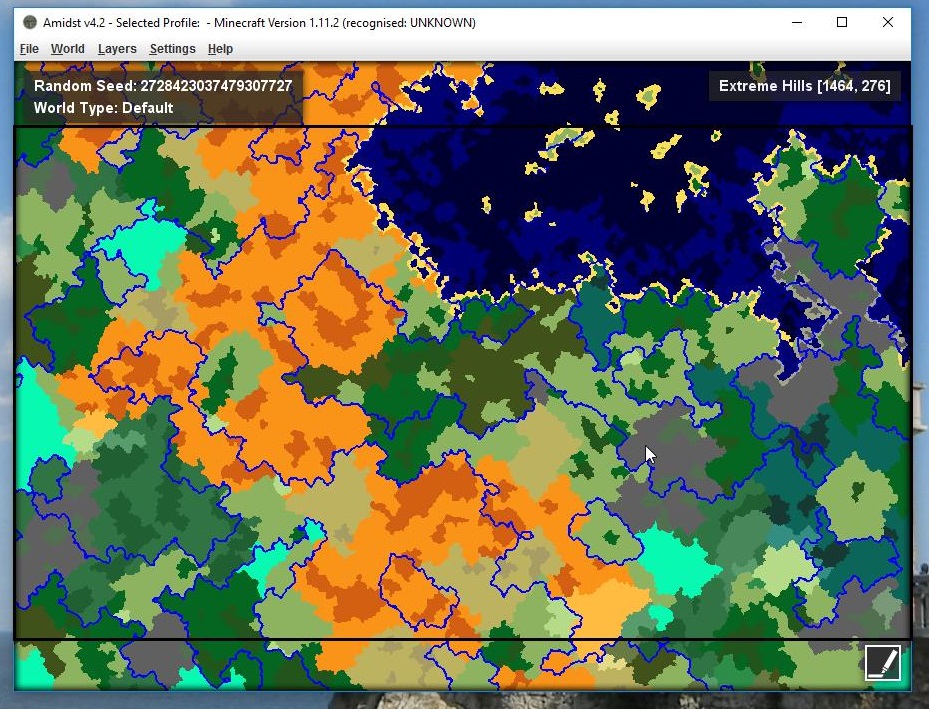 Amidst v4.2 - Selected Profile:  - Minecraft Version 1.11.2 (recognised: UNKNOWN)
File World Layers Settings Help
Random Seed: 2728423037479307727
World Type: Default
Extreme Hills [1464, 276]